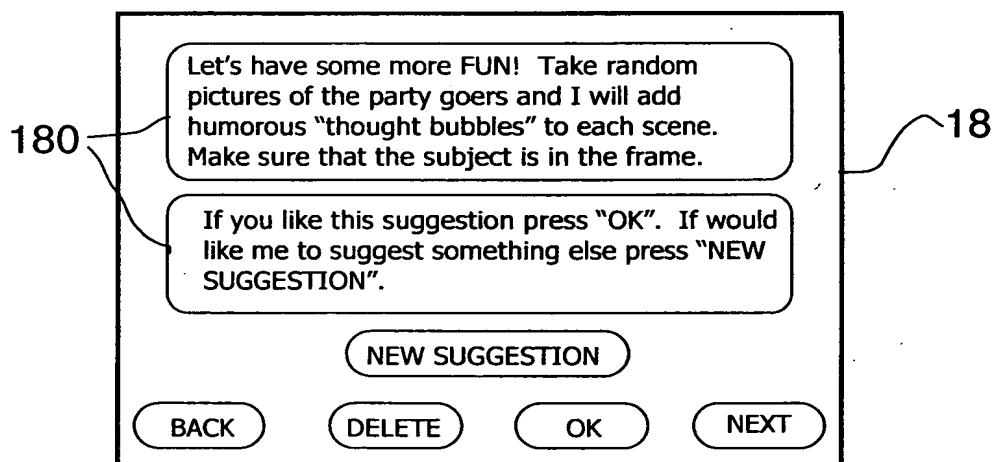 Let's have some more FUN! Take random
pictures of the party goers and I will add
humorous “thought bubbles” to each scene.
Make sure that the subject is in the frame.
180
18
If you like this suggestion press “OK”. If would
like me to suggest something else press “NEW
SUGGESTION”.
NEW SUGGESTION
BACK DELETE OK NEXT